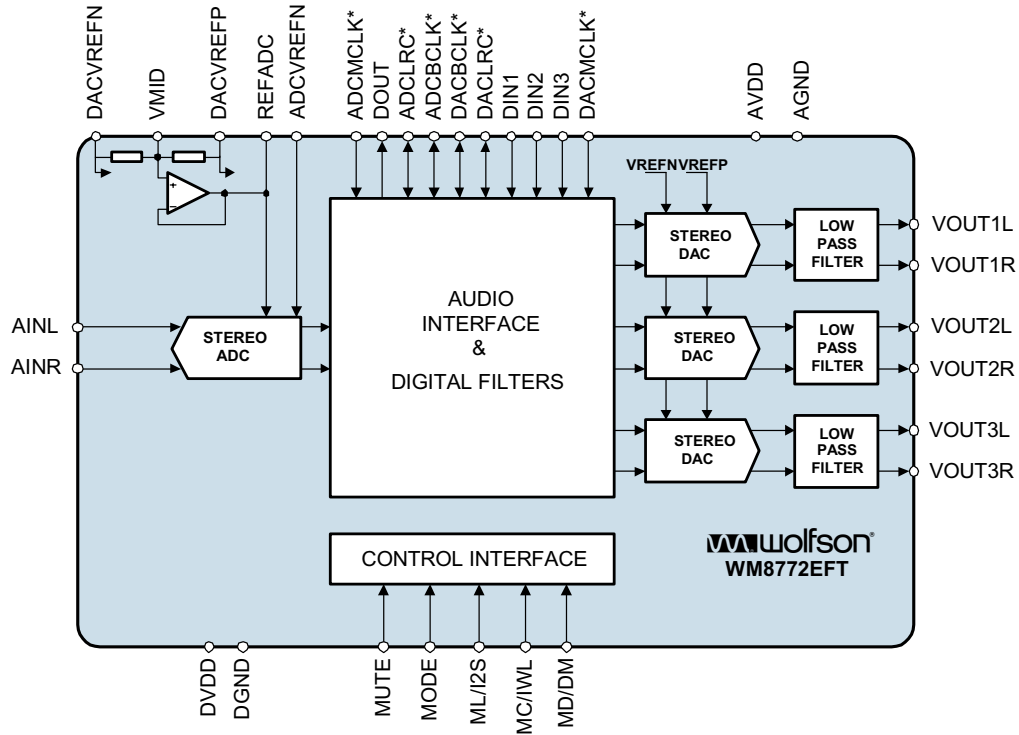 DACVREFN
VMID
DACVREFP
REFADC
ADCVREFN
ADCMCLK*
DOUT
ADCLRC*
ADCBCLK*
DACBCLK*
DACLRC*
DIN1
DIN2
DIN3
DACMCLK*
AVDD
AGND
VREFN VREFP
+
−
AINL
AINR
STEREO
ADC
AUDIO
INTERFACE
&
DIGITAL FILTERS
STEREO
DAC
LOW
PASS
FILTER
VOUT1L
VOUT1R
STEREO
DAC
LOW
PASS
FILTER
VOUT2L
VOUT2R
STEREO
DAC
LOW
PASS
FILTER
VOUT3L
VOUT3R
CONTROL INTERFACE
wolfson®
WM8772EFT
DVDD
DGND
MUTE
MODE
ML/I2S
MC/IWL
MD/DM